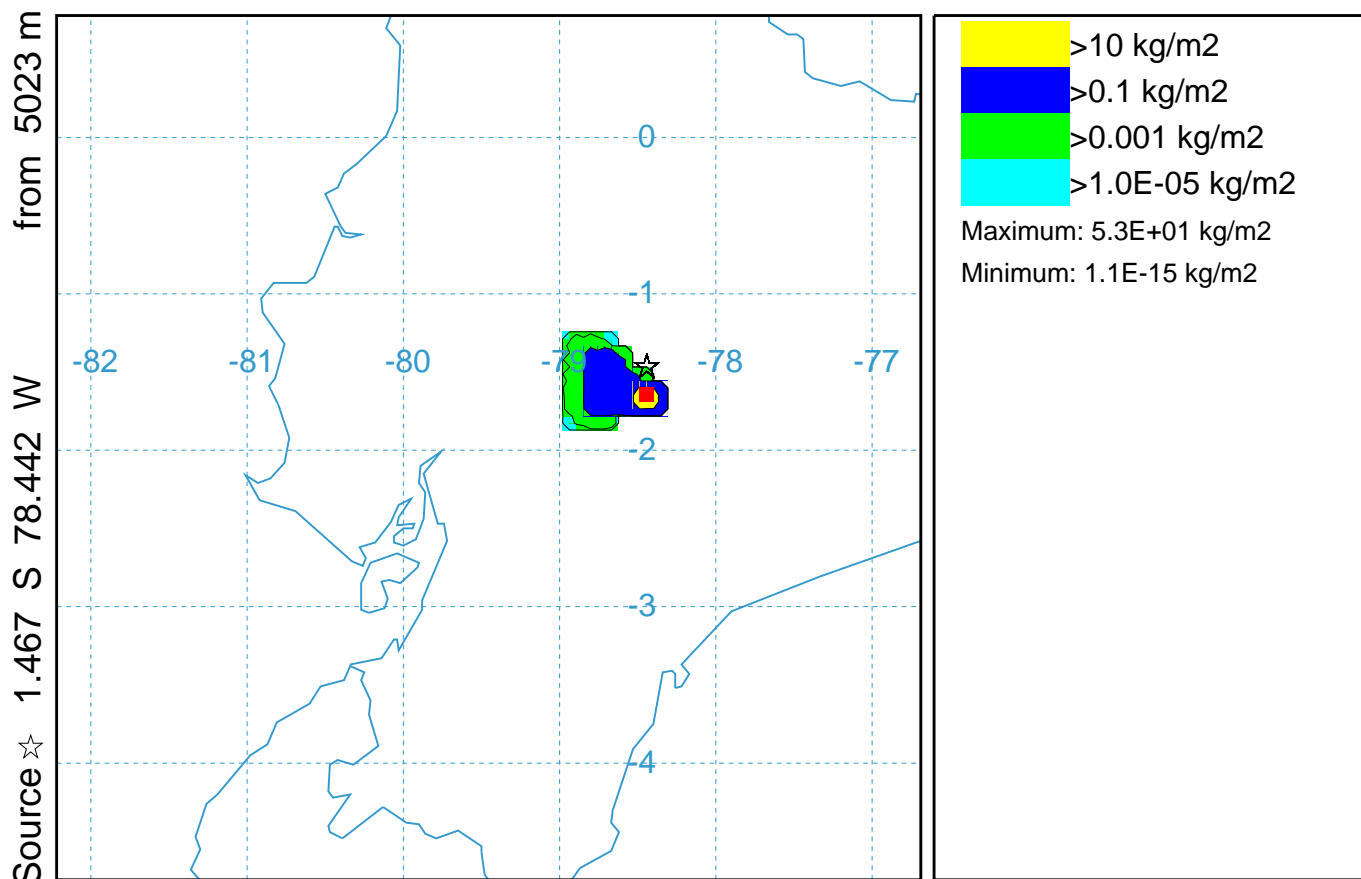 Source ☆ 1.467 S 78.442 W from 5023 m
0
-1
-82
-81
-80
-79
-78
-77
-2
-3
-4
>10 kg/m2
>0.1 kg/m2
>0.001 kg/m2
>1.0E-05 kg/m2
Maximum: 5.3E+01 kg/m2
Minimum: 1.1E-15 kg/m2